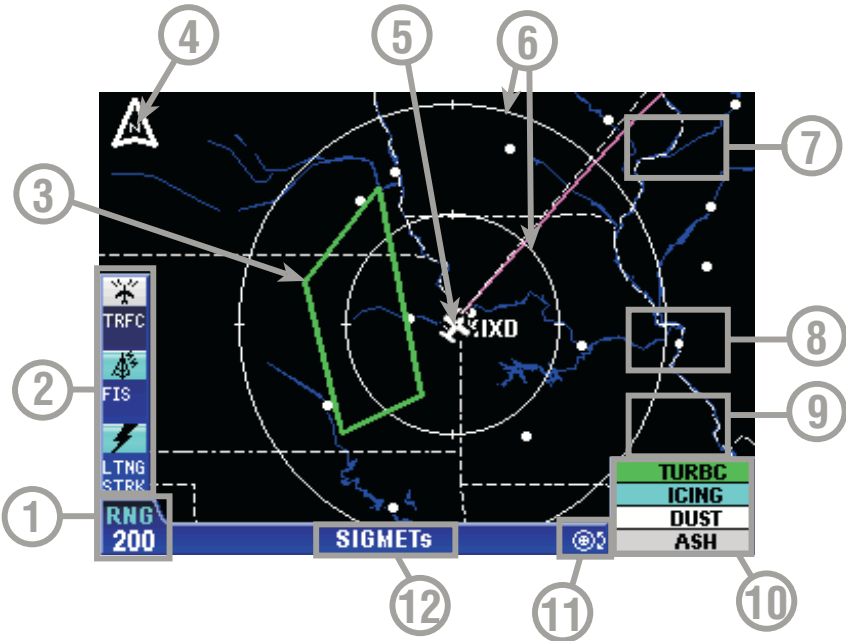 4
5
6
N
7
3
TRFC
KIXD
8
2
FIS
9
LTNG
STRK
TURBC
ICING
1
RNG
DUST
200
SIGMETs
ASH
12
11
10